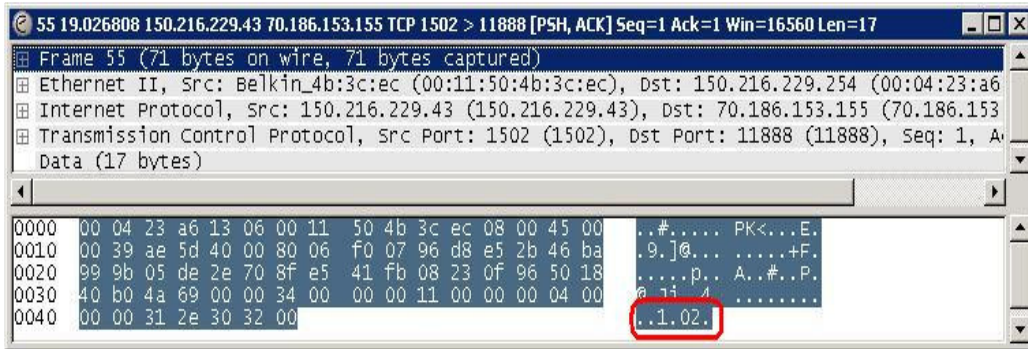 55 19.026808 150.216.229.43 70.186.153.155 TCP 1502 > 11888 [PSH, ACK] Seq=1 Ack=1 Win=16560 Len=17
Frame 55 (71 bytes on wire, 71 bytes captured)
Ethernet II, Src: Belkin_4b:3c:ec (00:11:50:4b:3c:ec), Dst: 150.216.229.254 (00:04:23:a6
Internet Protocol, Src: 150.216.229.43 (150.216.229.43), Dst: 70.186.153.155 (70.186.153
Transmission Control Protocol, Src Port: 1502 (1502), Dst Port: 11888 (11888), Seq: 1, A
Data (17 bytes)
0000 00 04 23 a6 13 06 00 11 50 4b 3c ec 08 00 45 00 ..#..... PK<...E.
0010 00 39 ae 5d 40 00 80 06 f0 07 96 d8 e5 2b 46 ba .9.]@... .....+F.
0020 99 9b 05 de 2e 70 8f e5 41 fb 08 23 0f 96 50 18 .....p.. A..#..P.
0030 40 b0 4a 69 00 00 34 00 00 00 11 00 00 00 04 00 @.Ji..4. ........
0040 00 00 31 2e 30 32 00 ..1.02.